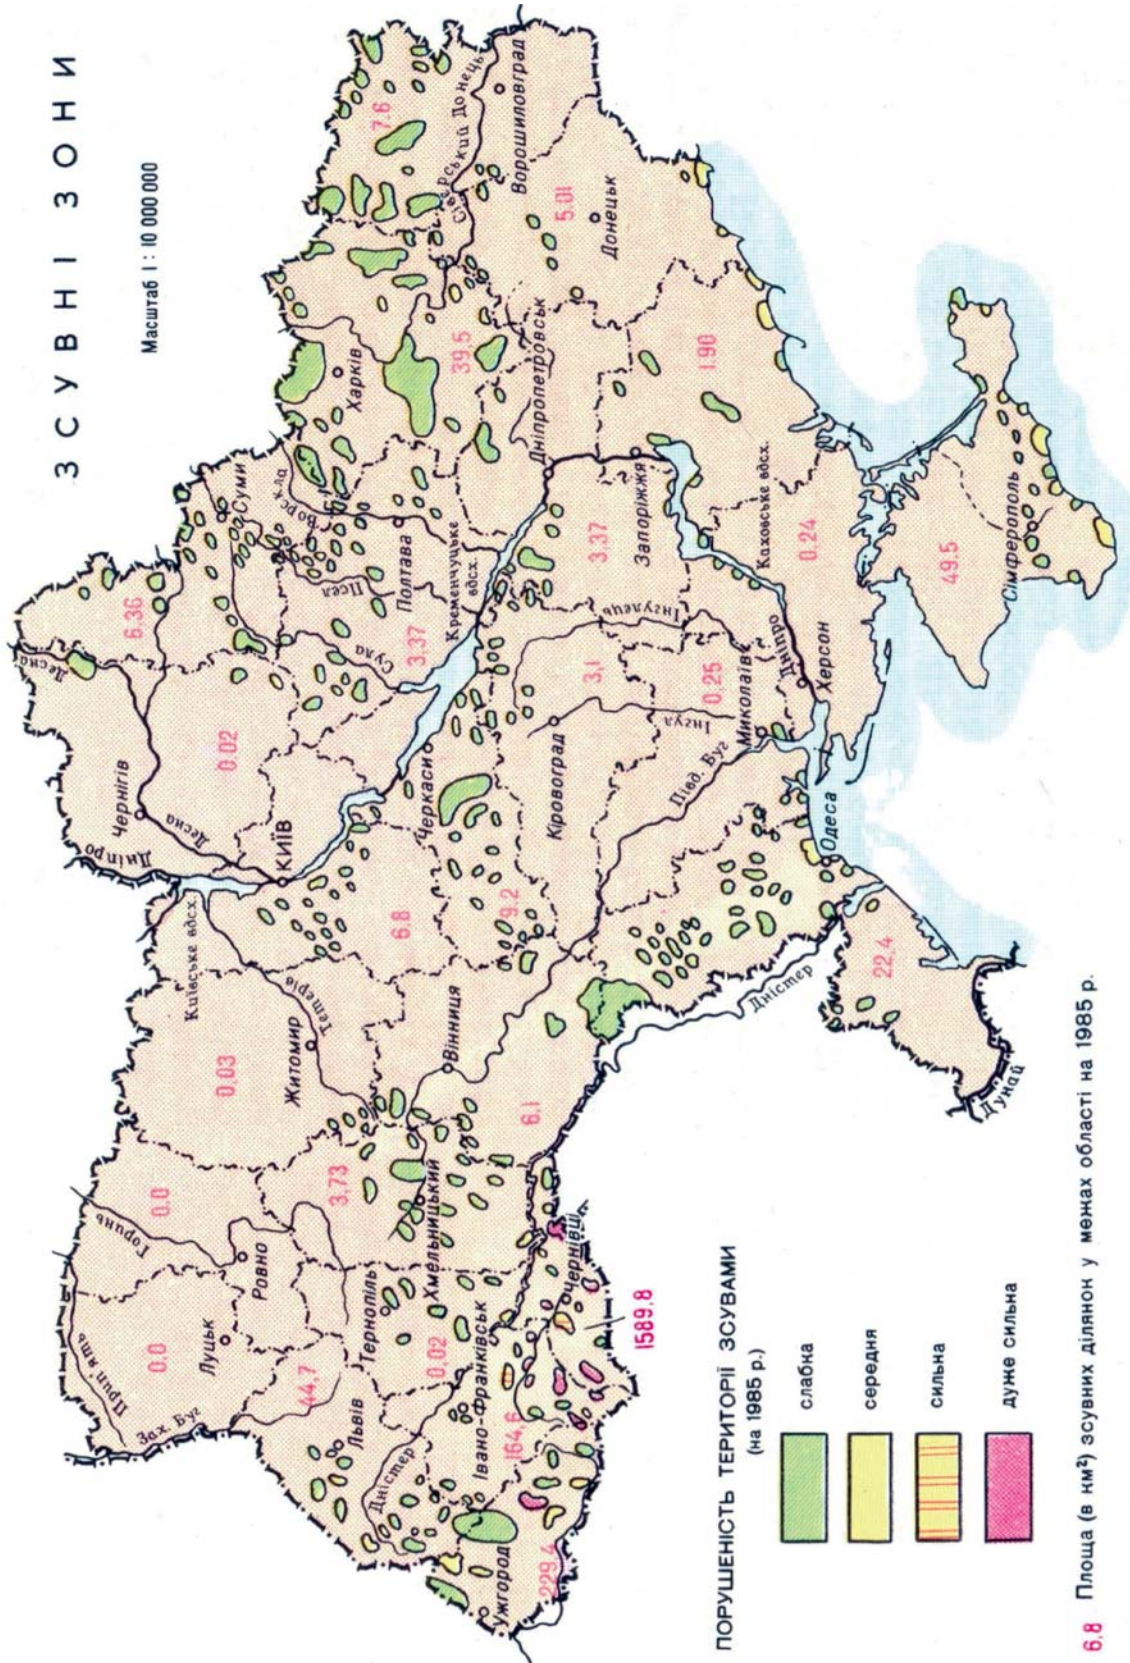 ЗСУВНІ ЗОНИ
Масштаб 1 : 10 000 000
Прип'ять
Горинь
Зах. Буг
0.0
Луцьк
0.0
Ровно
Київське вдсх.
Дніпро
Чернігів
Десна
Десна
6.36
0.02
КИЇВ
0.03
Тетерів
Житомир
Суми
Ворскла
Псел
Сула
Полтава
3,37
Кременчуцьке
вдсх.
Харків
39.5
7.6
Сіверський Донець
Ворошиловград
5.01
Донецьк
44,7
Львів
Дністер
Тернопіль
0,02
3,73
Хмельницький
Вінниця
6.8
Черкаси
9.2
6.1
Кіровоград
3,1
Інгулець
Інгул
Півд. Буг
Дніпропетровськ
3.37
Запоріжжя
1.90
Каховське вдсх.
0.24
0.25
Миколаїв
Дніпро
Херсон
Івано-Франківськ
164,6
Ужгород
229.4
Чернівці
1589.8
Дністер
Одеса
22,4
Дунай
49.5
Сімферополь
ПОРУШЕНІСТЬ ТЕРИТОРІЇ ЗСУВАМИ
(на 1985 р.)
слабка
середня
сильна
дуже сильна
6.8 Площа (в км²) зсувних ділянок у межах області на 1985 р.